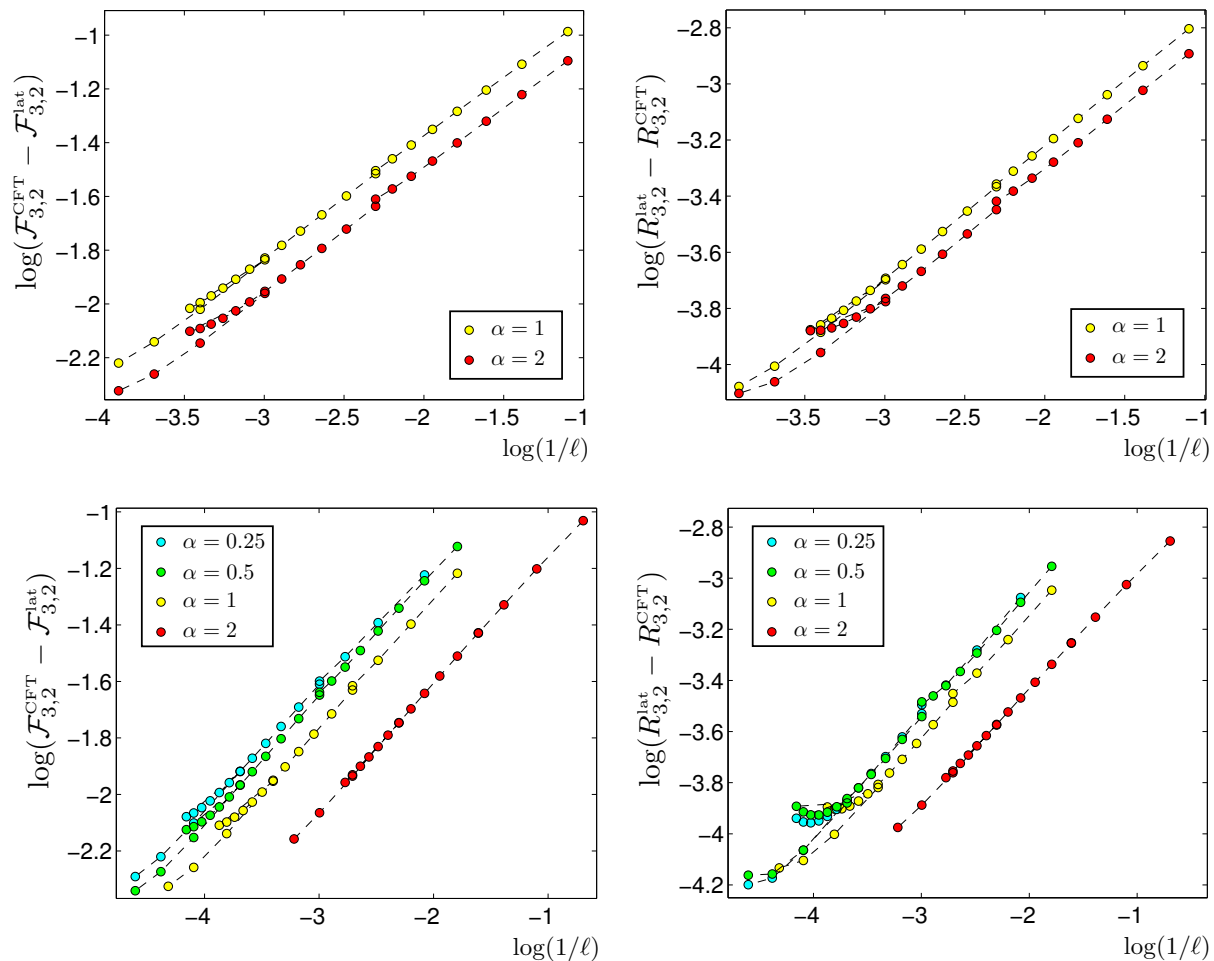 log(𝓕^CFT_3,2 − 𝓕^lat_3,2)
−1
−1.2
−1.4
−1.6
−1.8
−2
−2.2
α = 1
α = 2
−4
−3.5
−3
−2.5
−2
−1.5
−1
log(1/ℓ)
log(R^lat_3,2 − R^CFT_3,2)
−2.8
−3
−3.2
−3.4
−3.6
−3.8
−4
α = 1
α = 2
−3.5
−3
−2.5
−2
−1.5
−1
log(1/ℓ)
log(𝓕^CFT_3,2 − 𝓕^lat_3,2)
−1
−1.2
−1.4
−1.6
−1.8
−2
−2.2
α = 0.25
α = 0.5
α = 1
α = 2
−4
−3
−2
−1
log(1/ℓ)
log(R^lat_3,2 − R^CFT_3,2)
−2.8
−3
−3.2
−3.4
−3.6
−3.8
−4
−4.2
α = 0.25
α = 0.5
α = 1
α = 2
−4
−3
−2
−1
log(1/ℓ)